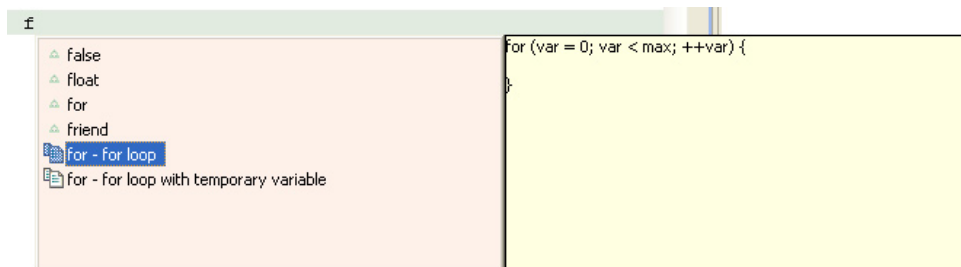 f
false
float
for
friend
for - for loop
for - for loop with temporary variable
for (var = 0; var < max; ++var) {
}